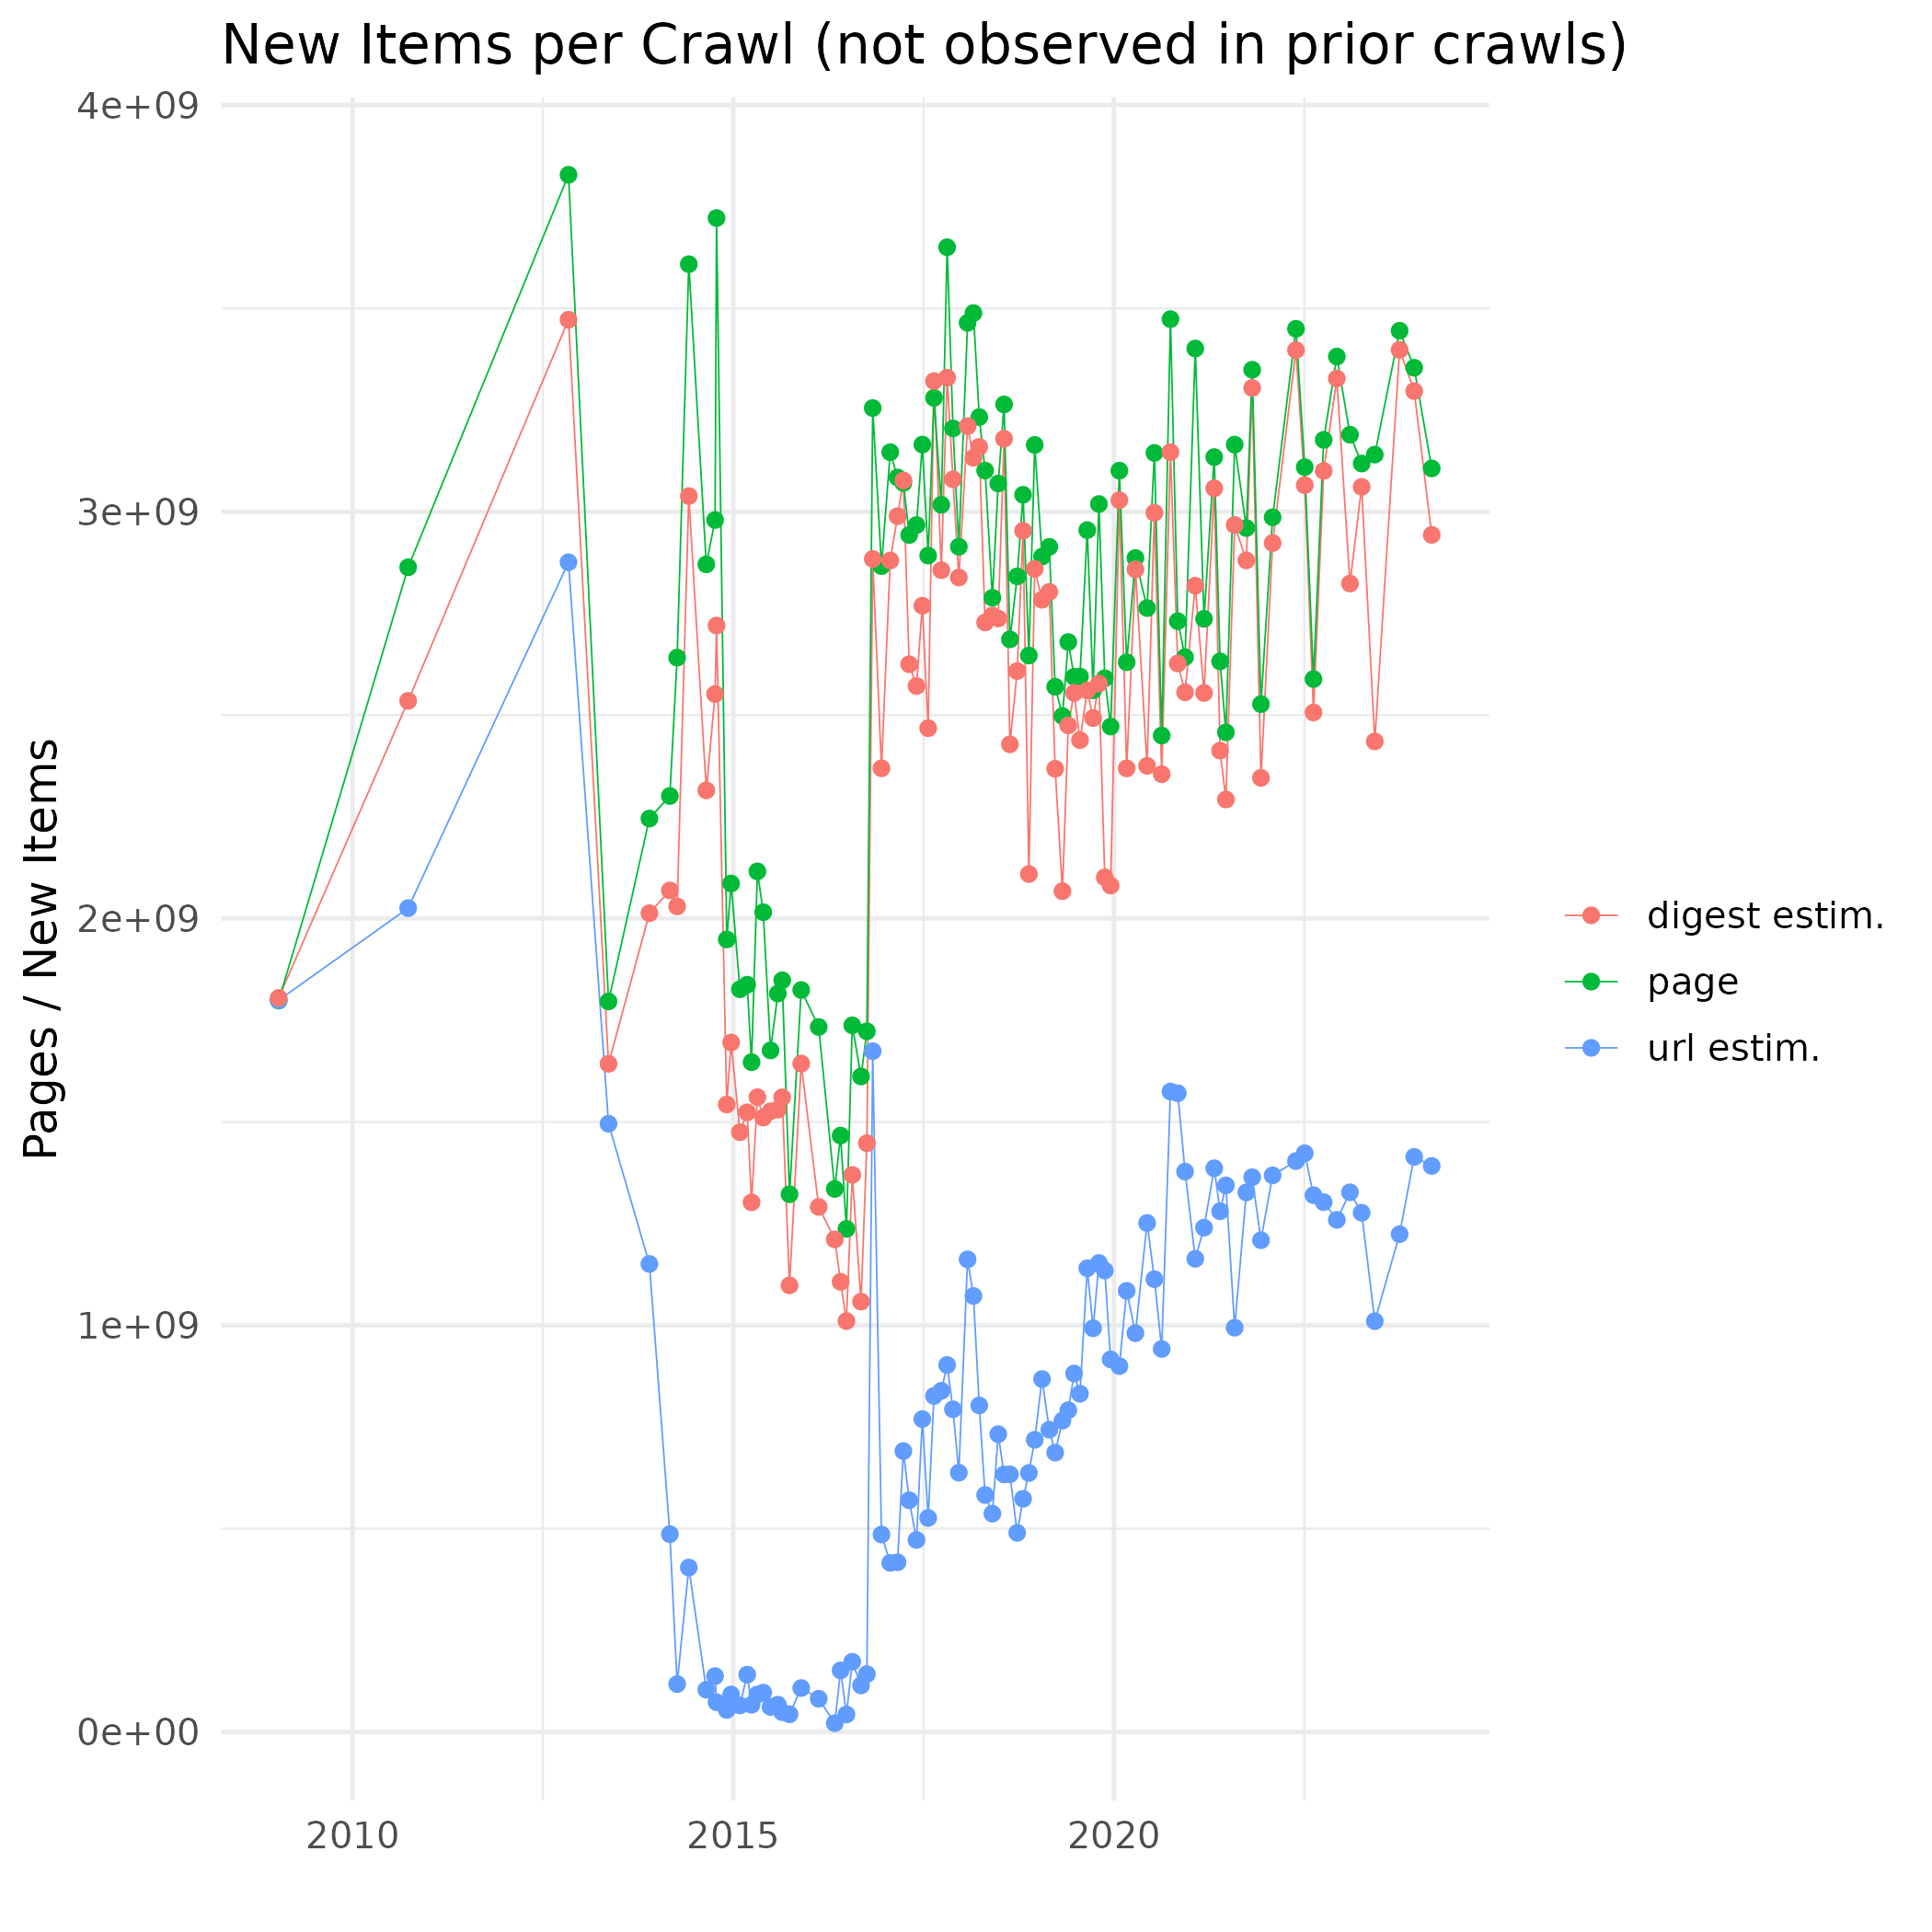 New Items per Crawl (not observed in prior crawls)
Pages / New Items
4e+09
3e+09
2e+09
1e+09
0e+00
2010
2015
2020
digest estim.
page
url estim.